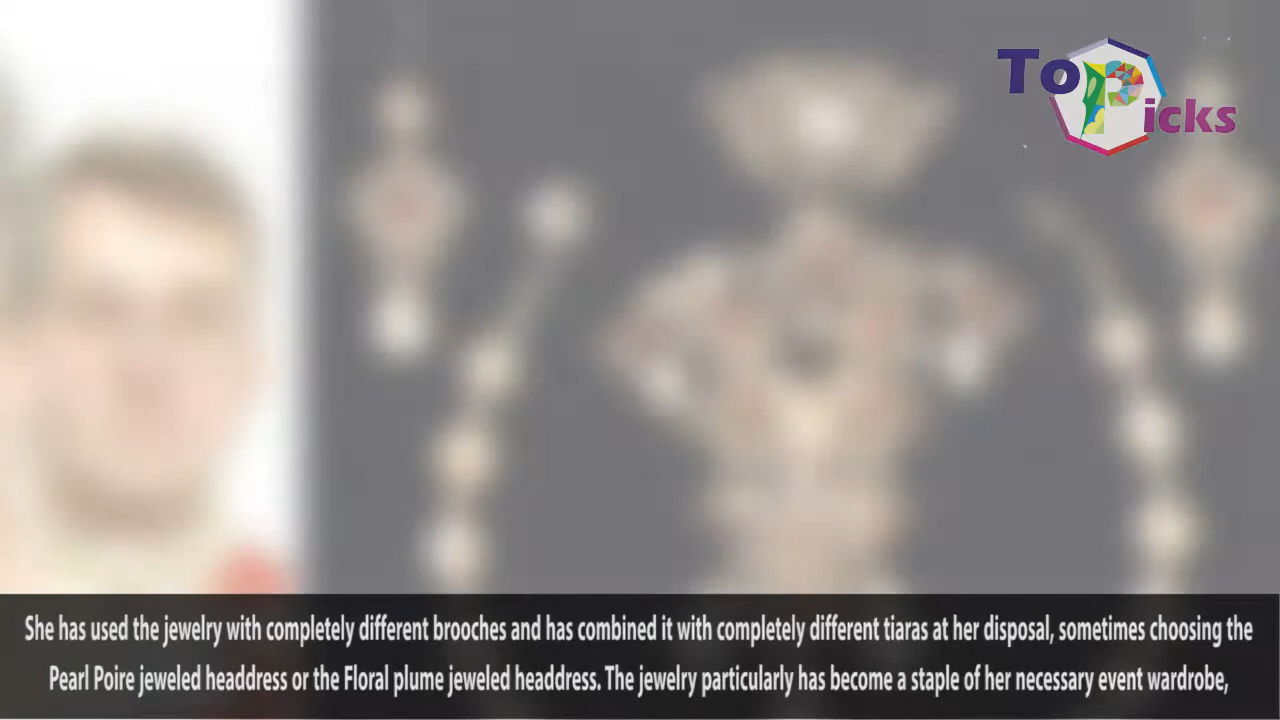 ToPicks
She has used the jewelry with completely different brooches and has combined it with completely different tiaras at her disposal, sometimes choosing the
Pearl Poire jeweled headdress or the Floral plume jeweled headdress. The jewelry particularly has become a staple of her necessary event wardrobe,